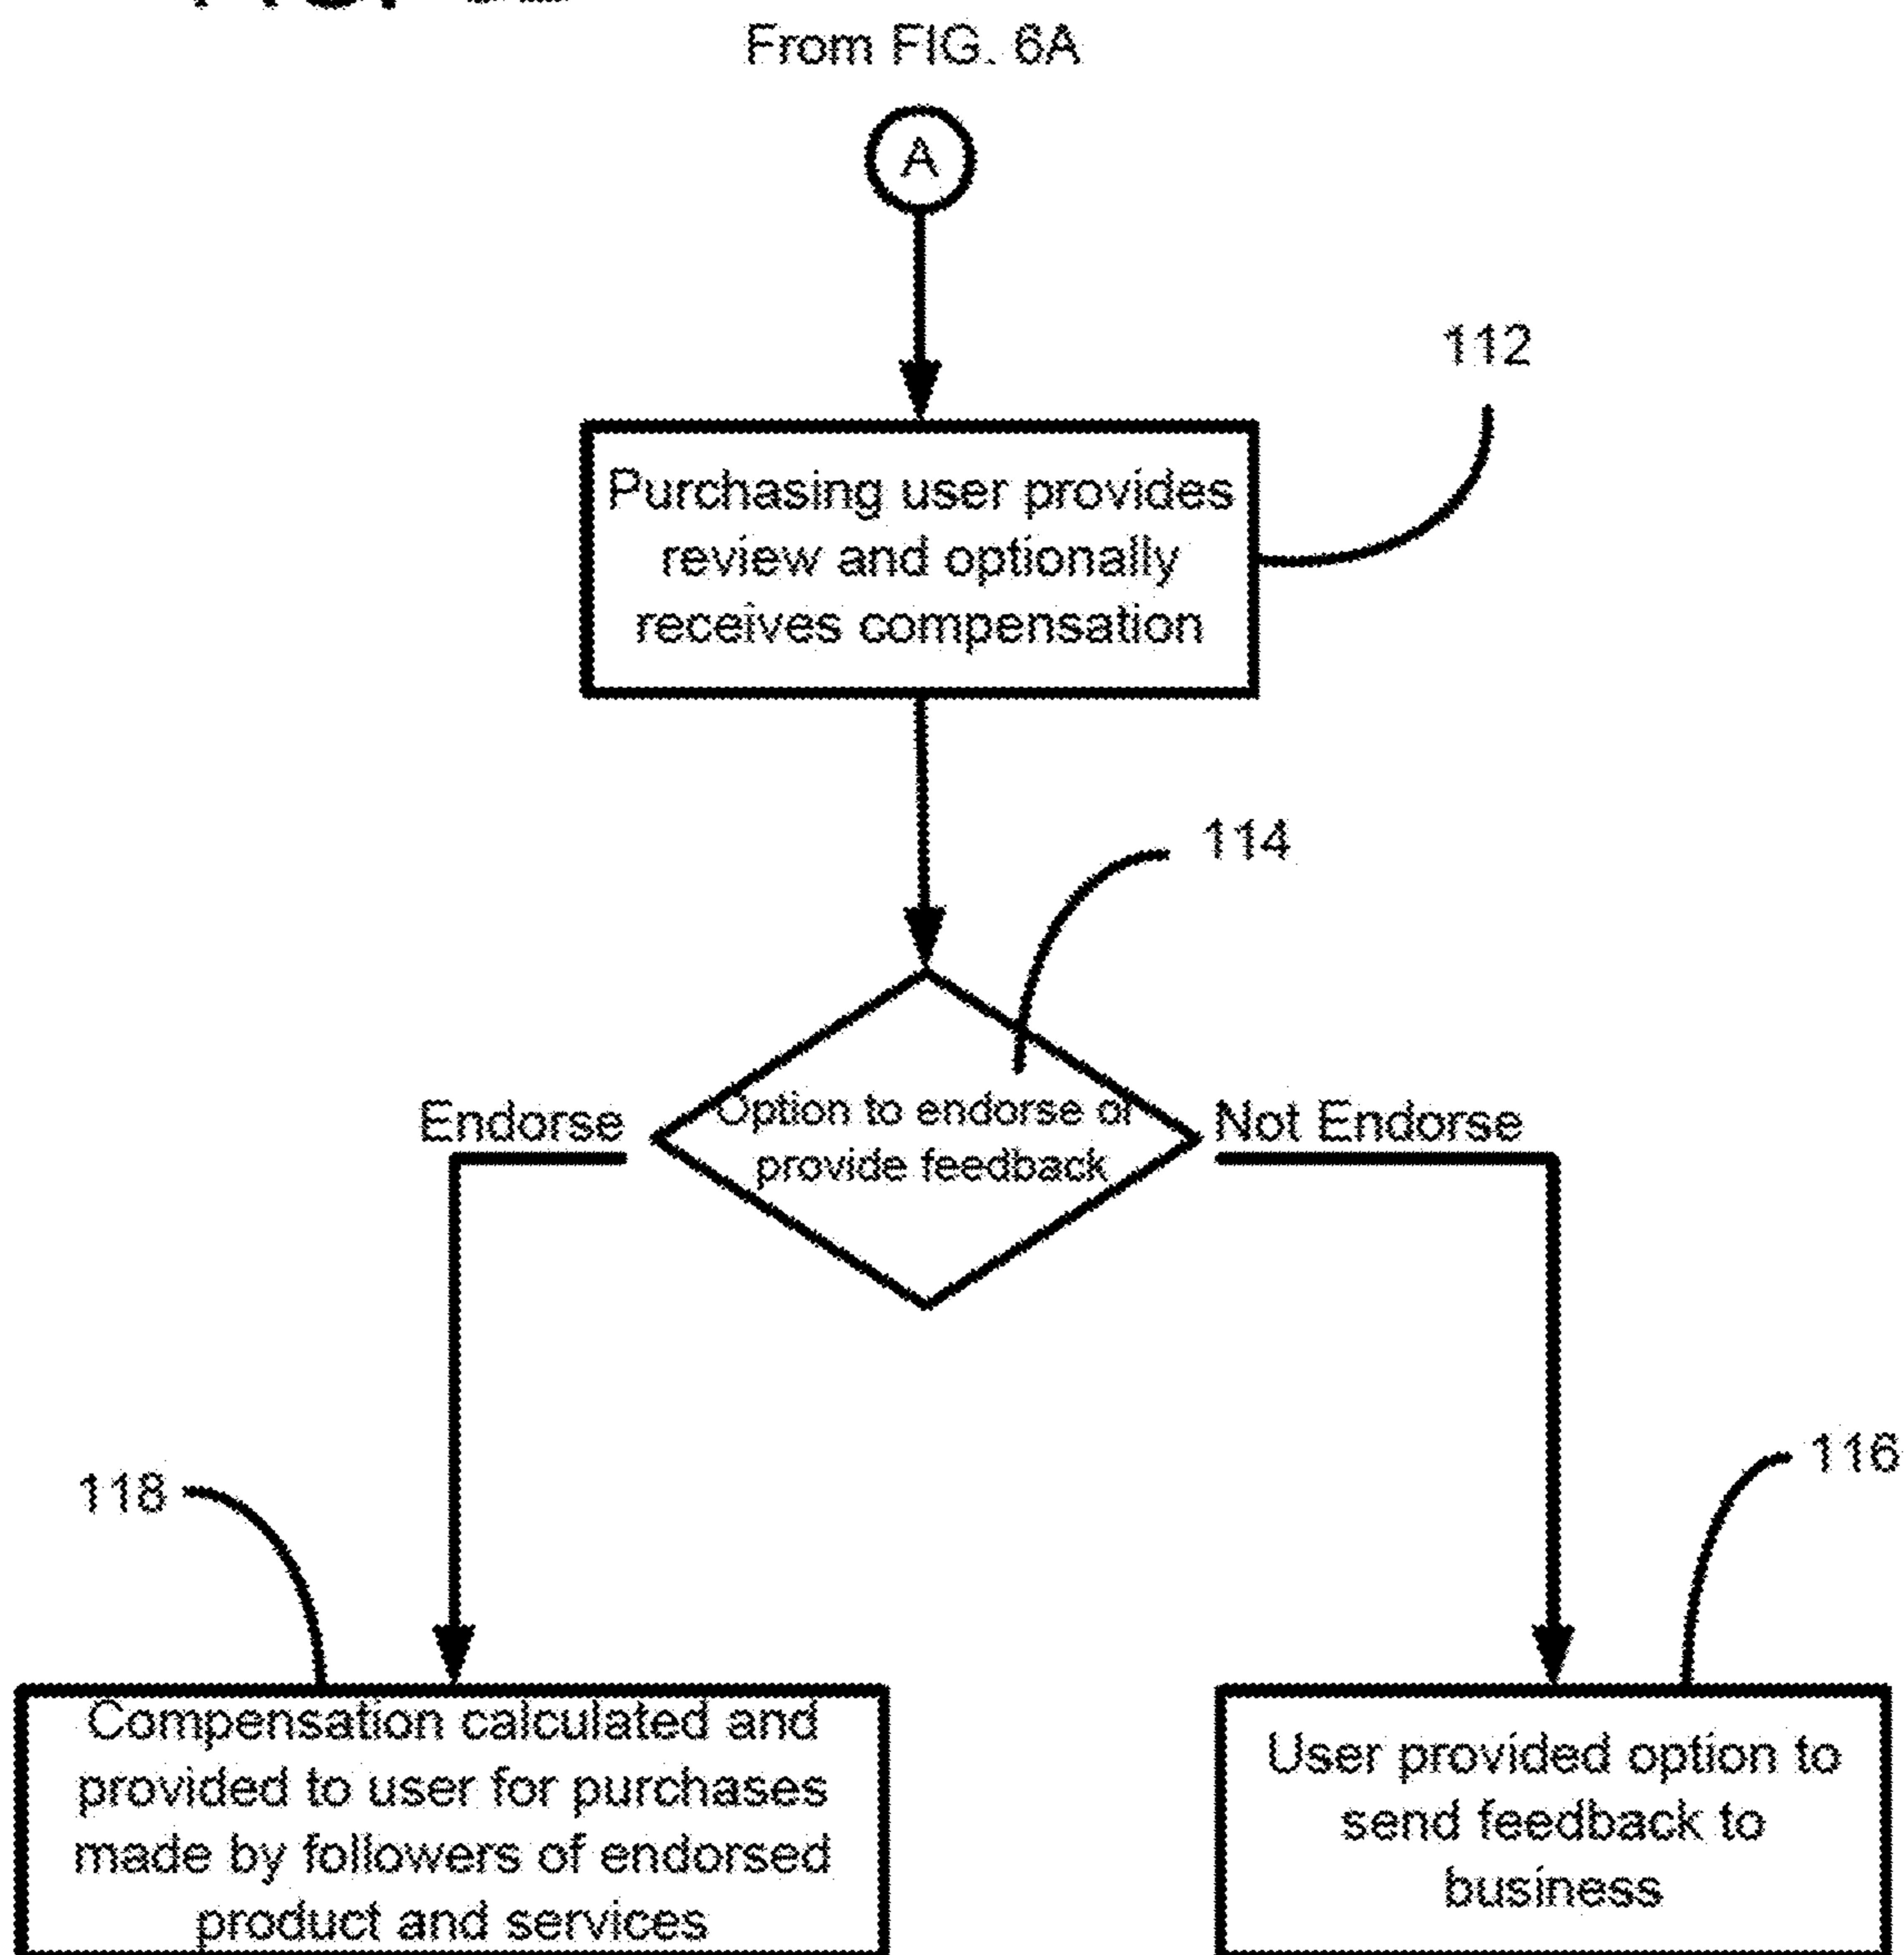 From FIG. 6A
A
112
Purchasing user provides
review and optionally
receives compensation
114
Endorse
Option to endorse or
provide feedback
Not Endorse
118
116
Compensation calculated and
provided to user for purchases
made by followers of endorsed
product and services
User provided option to
send feedback to
business